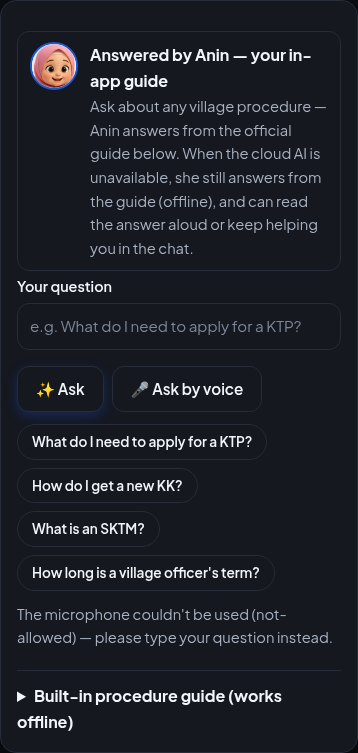 Answered by Anin — your in-
app guide
Ask about any village procedure —
Anin answers from the official
guide below. When the cloud AI is
unavailable, she still answers from
the guide (offline), and can read
the answer aloud or keep helping
you in the chat.
Your question
e.g. What do I need to apply for a KTP?
✨ Ask
🎤 Ask by voice
What do I need to apply for a KTP?
How do I get a new KK?
What is an SKTM?
How long is a village officer's term?
The microphone couldn't be used (not-
allowed) — please type your question instead.
▶ Built-in procedure guide (works
offline)